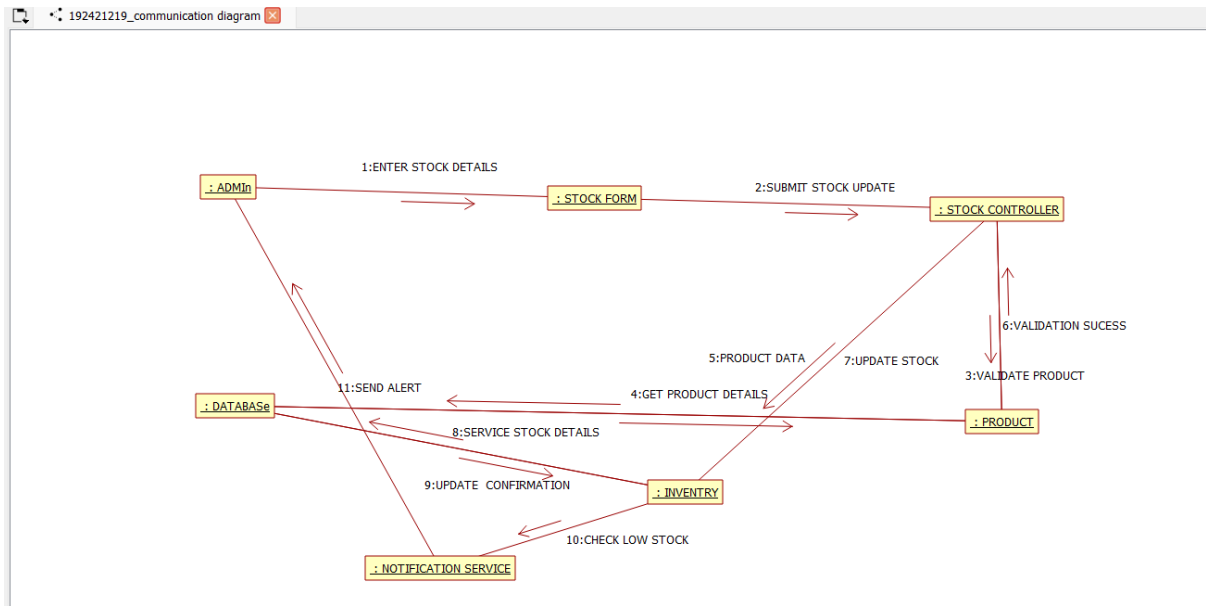 192421219_communication diagram
1:ENTER STOCK DETAILS
: ADMIn
2:SUBMIT STOCK UPDATE
: STOCK FORM
: STOCK CONTROLLER
6:VALIDATION SUCESS
5:PRODUCT DATA
7:UPDATE STOCK
3:VALIDATE PRODUCT
11:SEND ALERT
4:GET PRODUCT DETAILS
: DATABASe
: PRODUCT
8:SERVICE STOCK DETAILS
9:UPDATE CONFIRMATION
: INVENTRY
10:CHECK LOW STOCK
: NOTIFICATION SERVICE